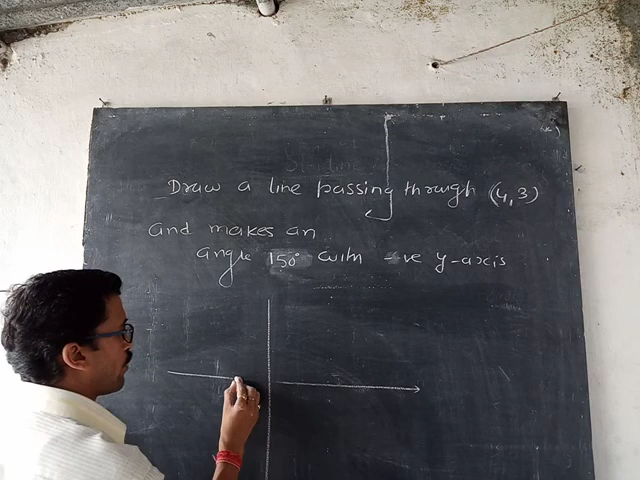 Draw a line passing through (4,3)
and makes an
angle 150° with -ve y-axis